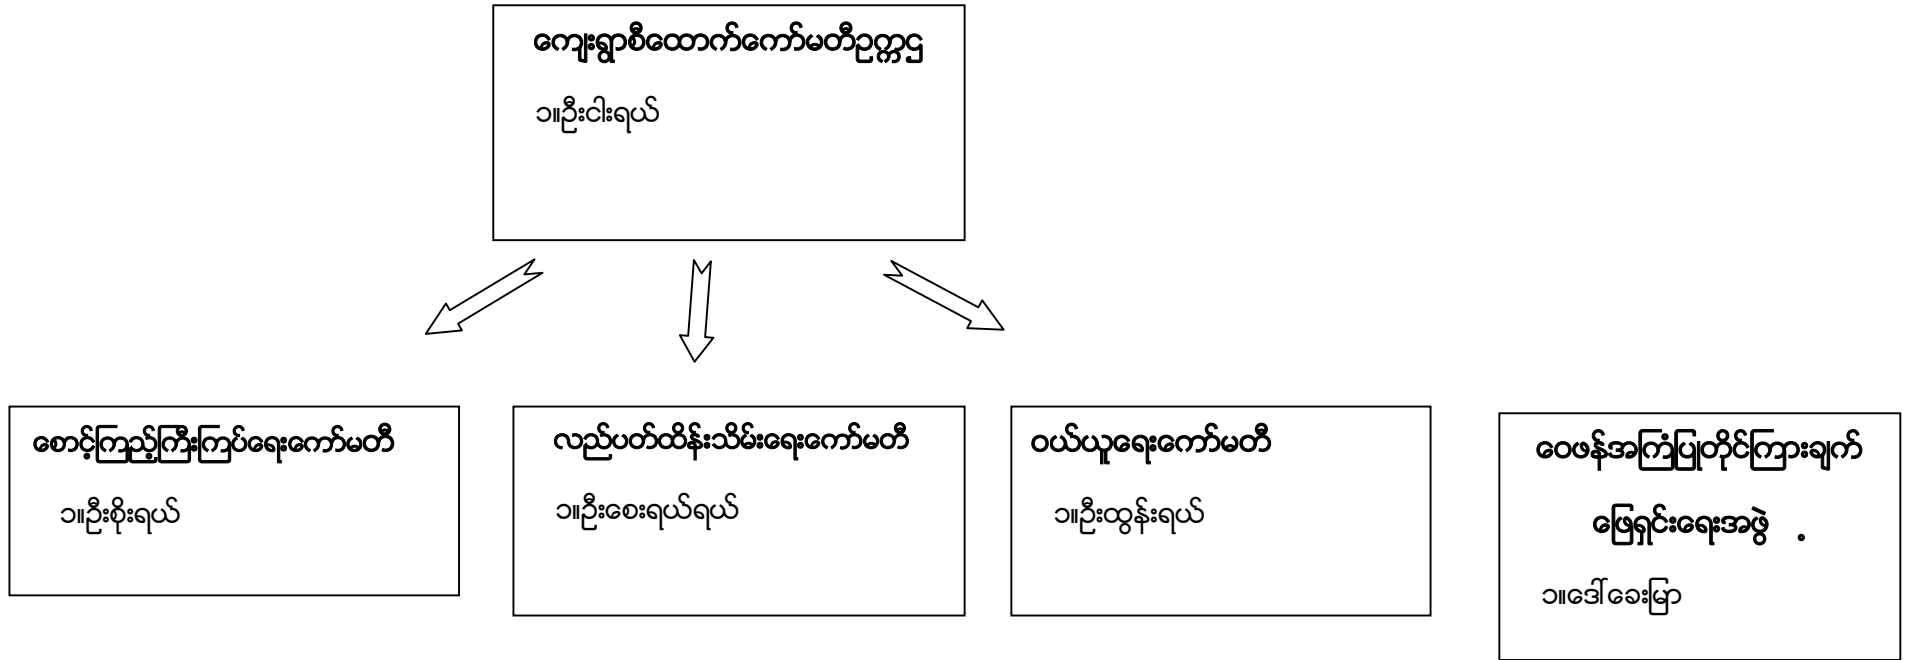 ကျေးရွာစီထောက်ကော်မတီဥက္ကဌ
၁။ဦးငါးရယ်
စောင့်ကြည့်ကြီးကြပ်ရေးကော်မတီ
၁။ဦးစိုးရယ်
လည်ပတ်ထိန်းသိမ်းရေးကော်မတီ
၁။ဦးစေးရယ်ရယ်
ဝယ်ယူရေးကော်မတီ
၁။ဦးထွန်းရယ်
ဝေဖန်အကြံပြုတိုင်ကြားချက်
ဖြေရှင်းရေးအဖွဲ့
၁။ဒေါ်ခေးမြာ